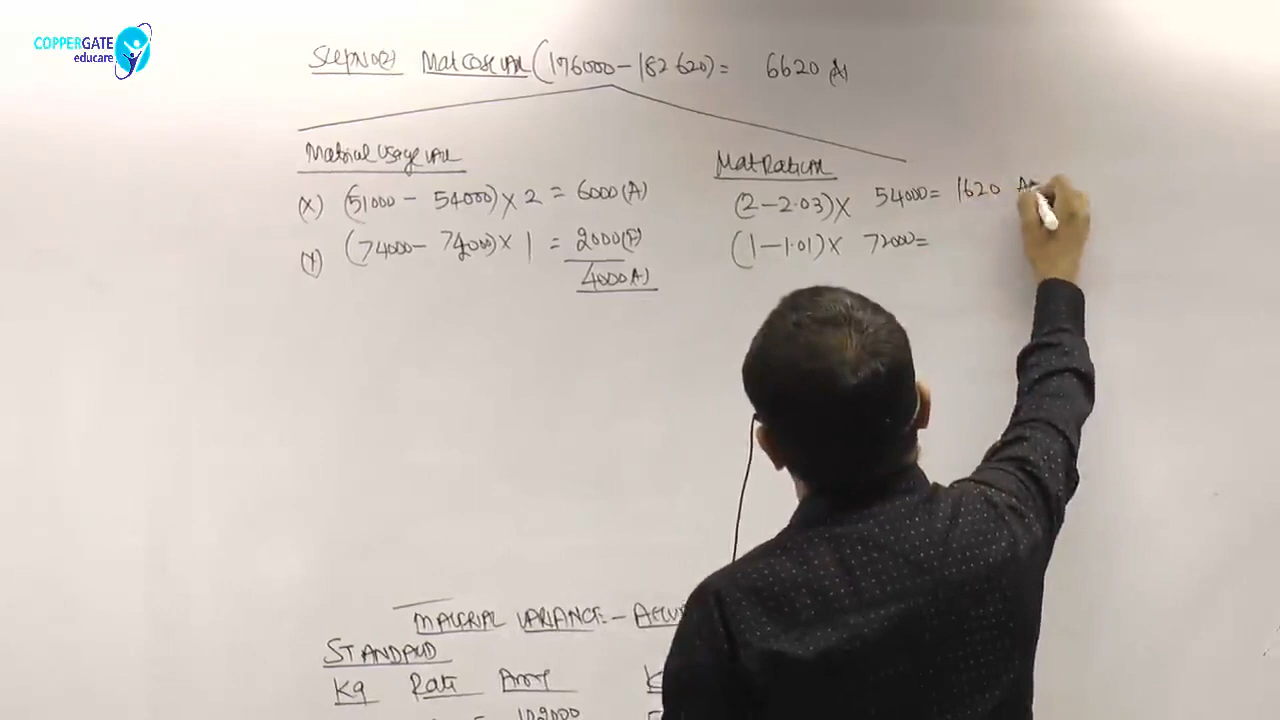 COPPERGATE
educare
Step No (2) Mat Cost VAR (176000 - 182620) = 6620 (A)
Material Usage VAR
(X) (51000 - 54000) X 2 = 6000 (A)
(Y) (74000 - 72000) X 1 = 2000 (F)
4000 (A)
Mat Rate VAR
(2 - 2.03) X 54000 = 1620
(1 - 1.01) X 72000 =
MATERIAL VARIANCE -
STANDARD
Kg Rate Amt
102000